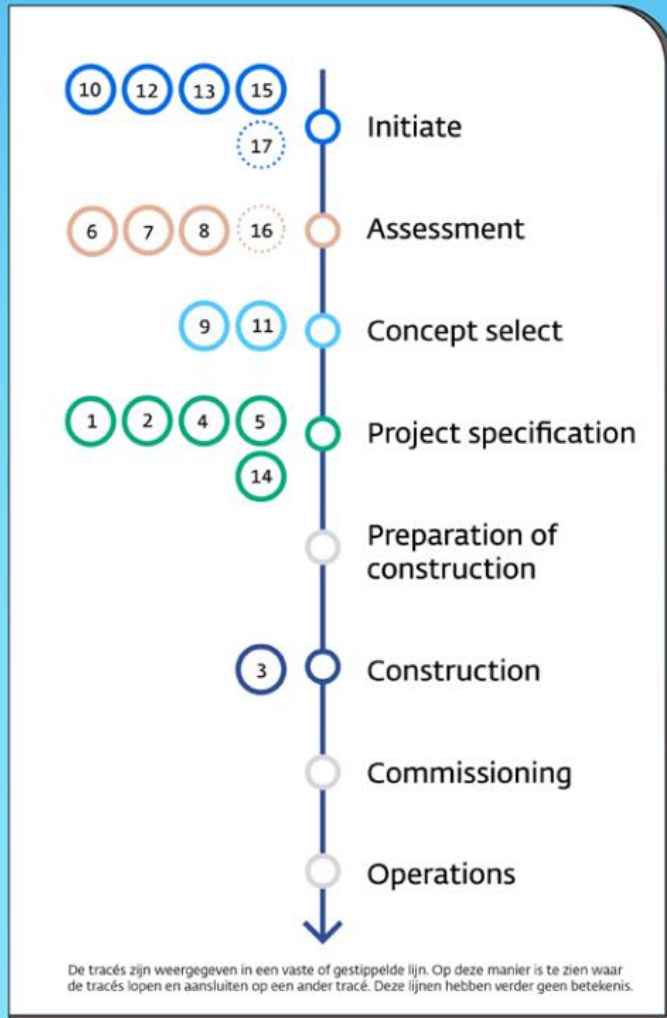 10 12 13 15
Initiate
17
6 7 8 16
Assessment
9 11
Concept select
1 2 4 5
Project specification
14
Preparation of
construction
3
Construction
Commissioning
Operations
De tracés zijn weergegeven in een vaste of gestippelde lijn. Op deze manier is te zien waar
de tracés lopen en aansluiten op een ander tracé. Deze lijnen hebben verder geen betekenis.